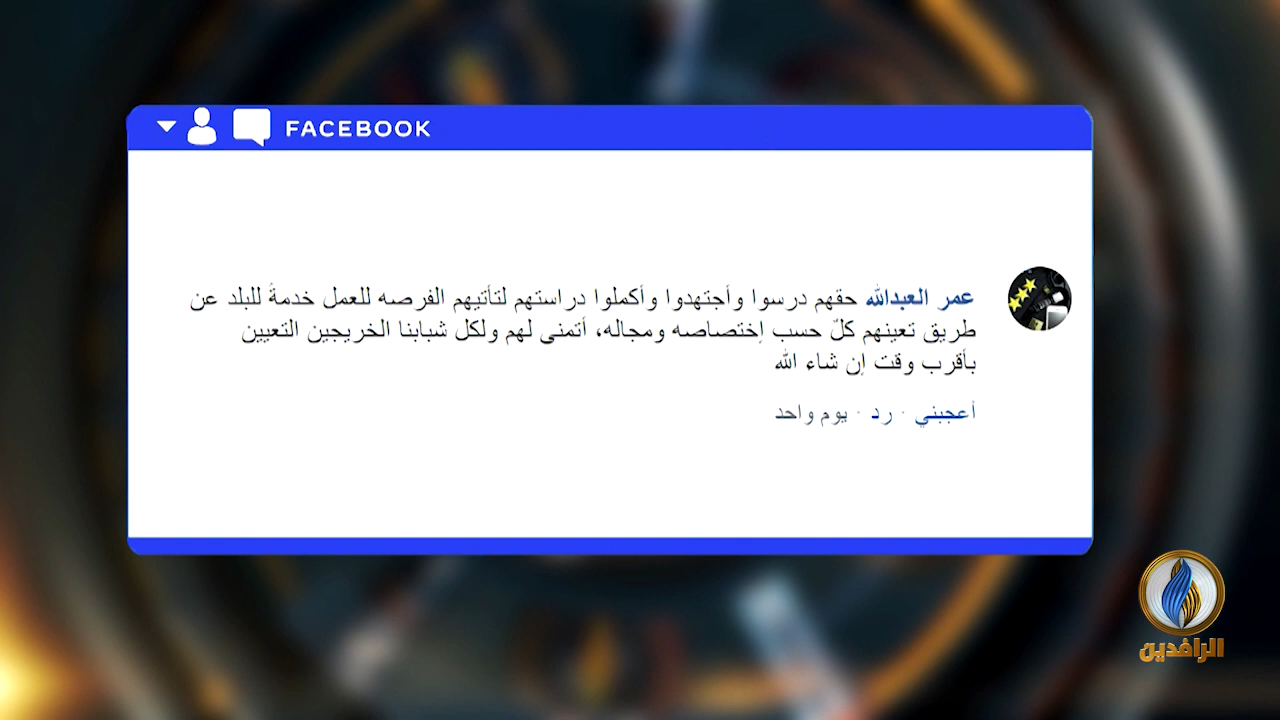 FACEBOOK
عمر العبدالله حقهم درسوا وأجتهدوا وأكملوا دراستهم لتأتيهم الفرصه للعمل خدمةً للبلد عن
طريق تعينهم كلٌ حسب إختصاصه ومجاله، أتمنى لهم ولكل شبابنا الخريجين التعيين
بأقرب وقت إن شاء الله
أعجبني · رد · يوم واحد
الرافدين